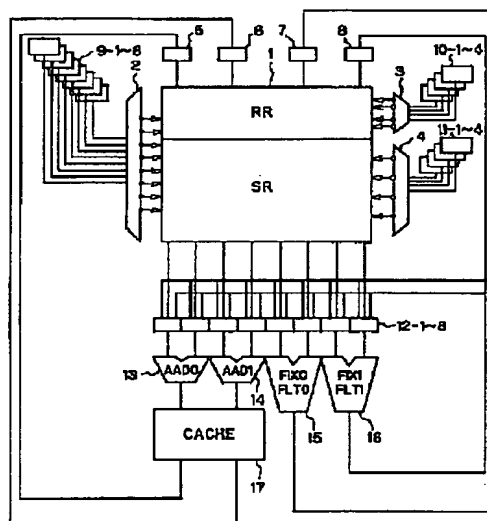 5 6 7 8
9-1~8 2 1 3 10-1~4
RR
4 11-1~4
SR
12-1~8
13 AAD0 AAD1 FIX0 FIX1
FLT0 FLT1
14 15 16
CACHE
17